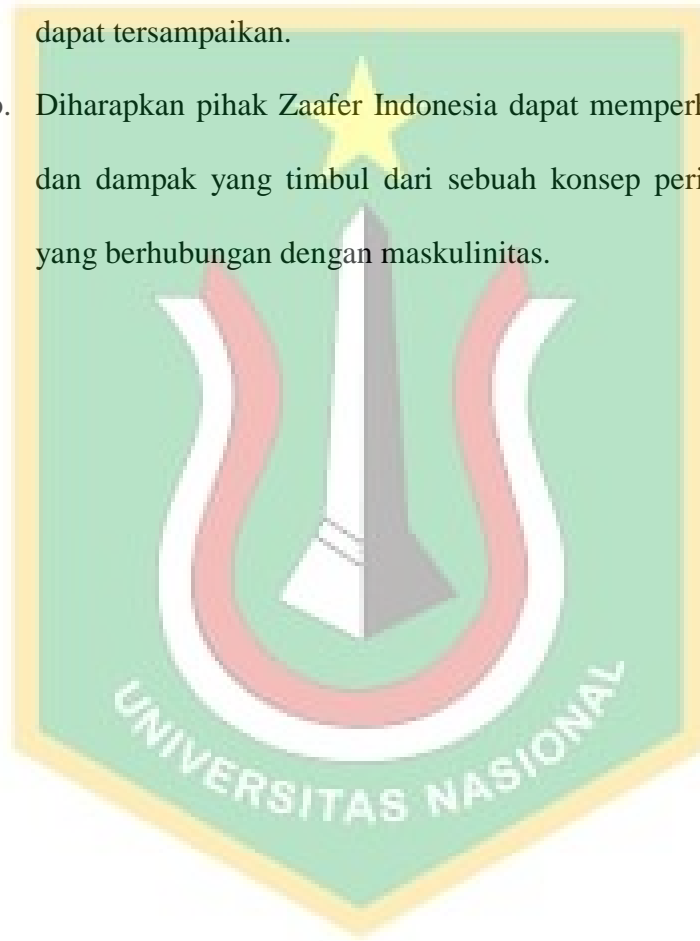 dapat tersampaikan.
Diharapkan pihak Zaafer Indonesia dapat
dan dampak yang timbul dari sebuah konsep
yang berhubungan dengan maskulinitas.
UNIVERSITAS NASIONAL